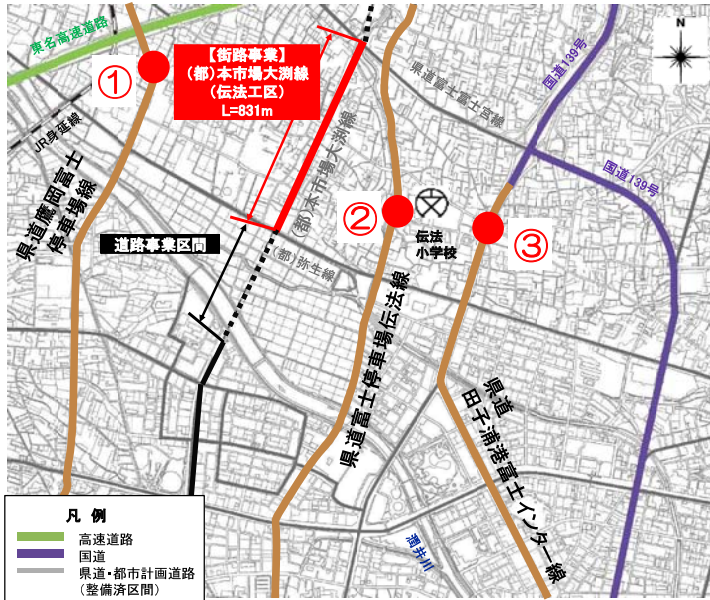 東名高速道路
①
【街路事業】
(都)本市場大渕線
(伝法工区)
L=831m
県道富士富士宮線
国道139号
N
JR身延線
(都)本市場大渕線
国道139号
県道鷹岡富士
停車場線
②
伝法
小学校
③
道路事業区間
(都)弥生線
県道富士停車場伝法線
県道
田子浦港富士インター線
潤井川
凡 例
高速道路
国道
県道・都市計画道路
(整備済区間)